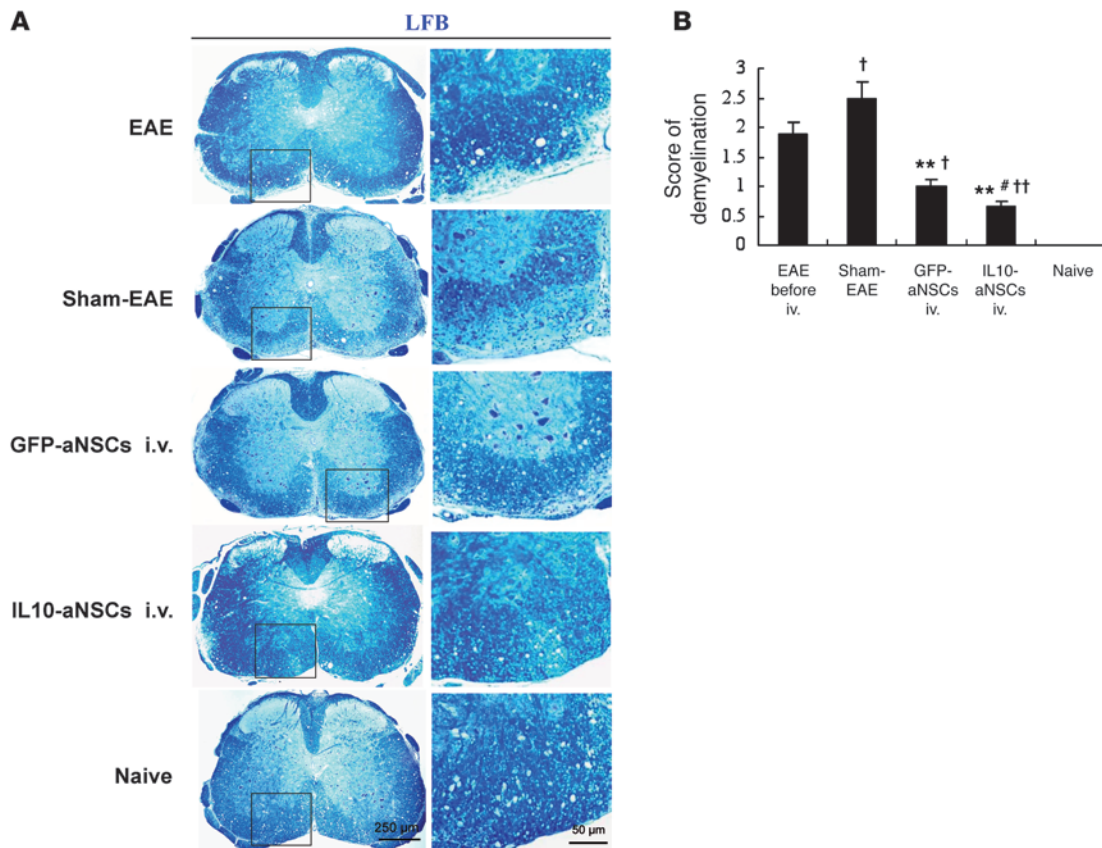 A
LFB
EAE
Sham-EAE
GFP-aNSCs i.v.
IL10-aNSCs i.v.
Naive
250 µm
50 µm
B
Score of
demyelination
3
2.5
2
1.5
1
0.5
0
†
** †
** # ††
EAE
before
iv.
Sham-
EAE
GFP-
aNSCs
iv.
IL10-
aNSCs
iv.
Naive